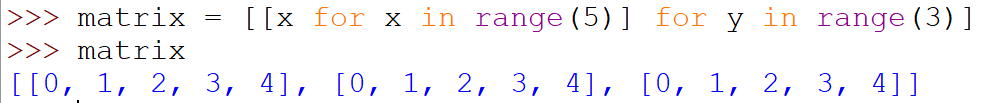 >>> matrix = [[x for x in range(5)] for y in range(3)]
>>> matrix
[[0, 1, 2, 3, 4], [0, 1, 2, 3, 4], [0, 1, 2, 3, 4]]